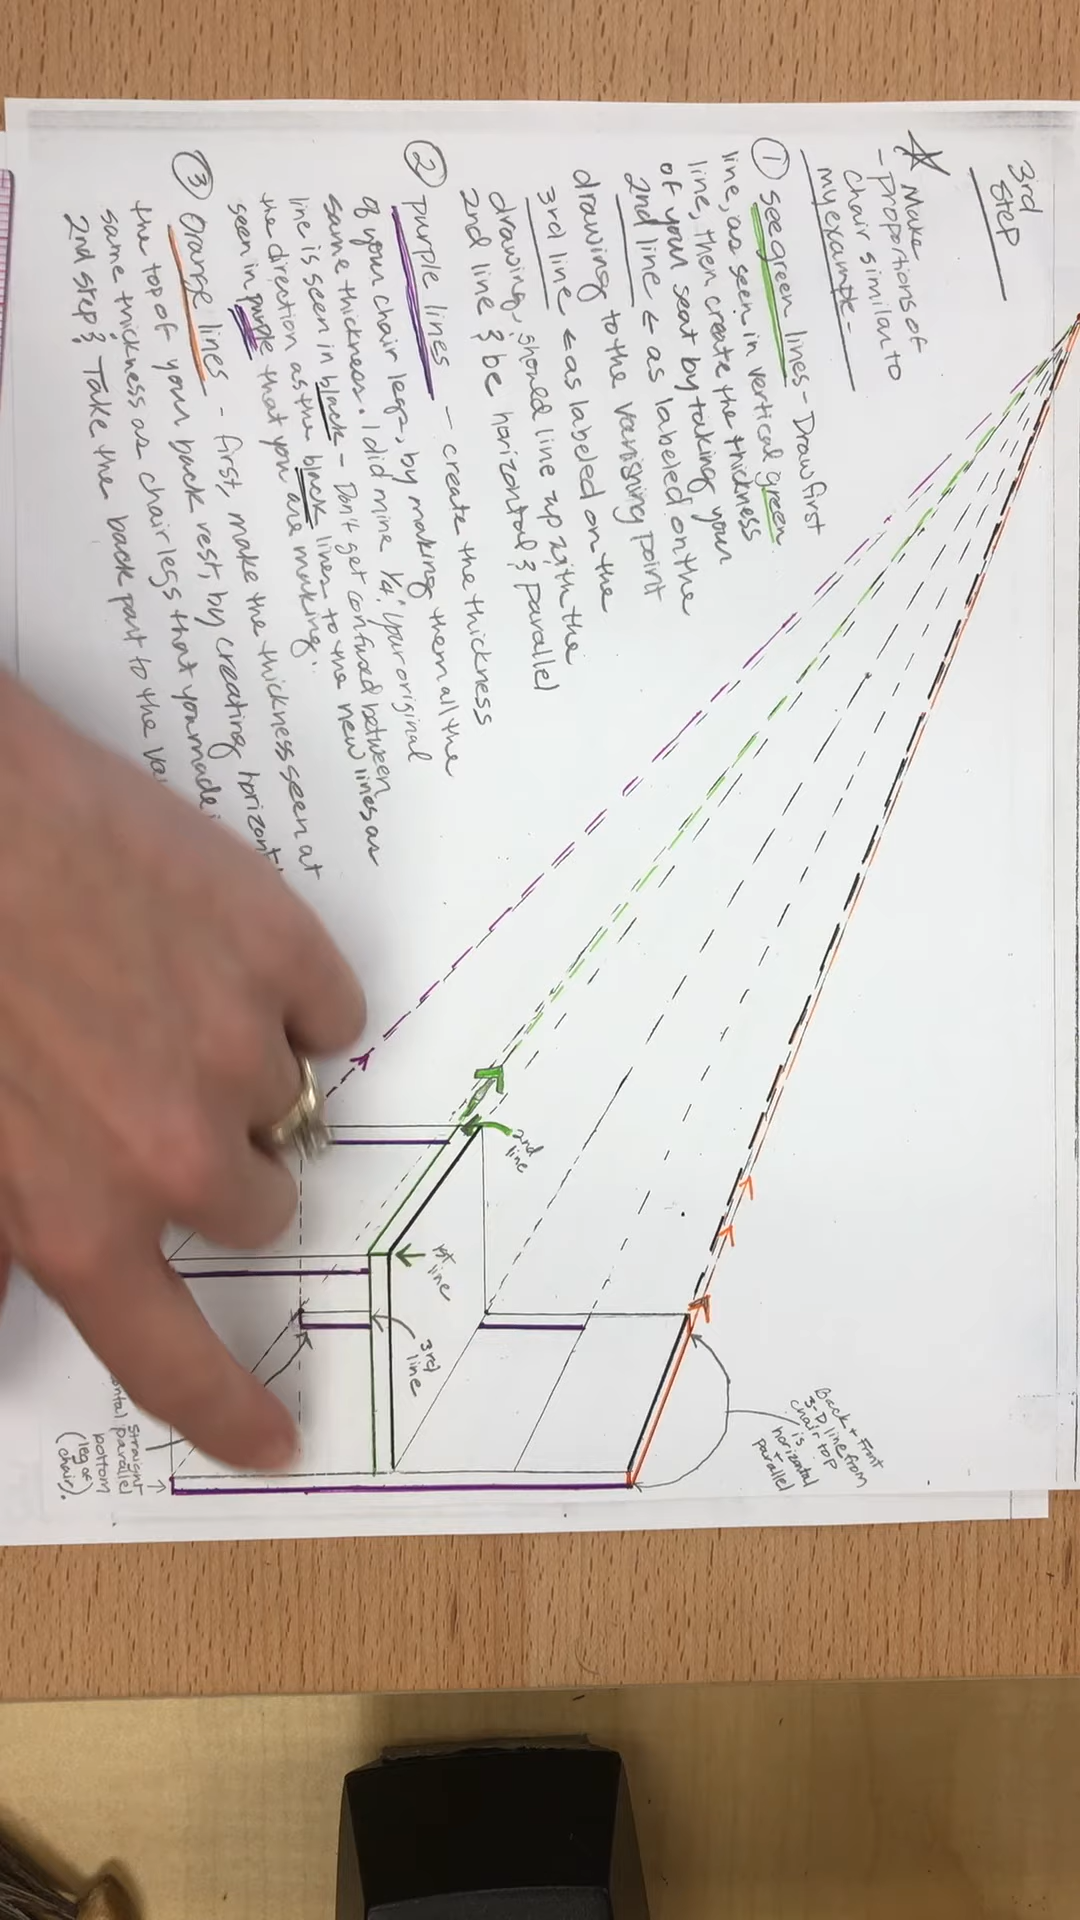 3rd
Step
☆ Make
- proportions of
chair similar to
my example -
① See green lines - Draw first
line, as seen in vertical green
line, then create the thickness
of your seat by taking your
2nd line ← as labeled on the
drawing to the vanishing point
3rd line ← as labeled on the
drawing, should line up with the
2nd line & be horizontal & parallel
② purple lines - create the thickness
of your chair legs, by making them all the
same thickness. I did mine 1/4", your original
line is seen in black - Don't get confused between
the direction as the black lines to the new lines as
seen in purple that you are making.
③ Orange lines - first, make the thickness seen at
the top of your back rest, by creating horizont
same thickness as chair legs that you made i
2nd step & Take the back part to the va
2nd
line
1st
line
3rd
line
Back & Front
3-D line from
chair top
is
horizontal
parallel
ontal straight
parallel
bottom
(leg of
chair).